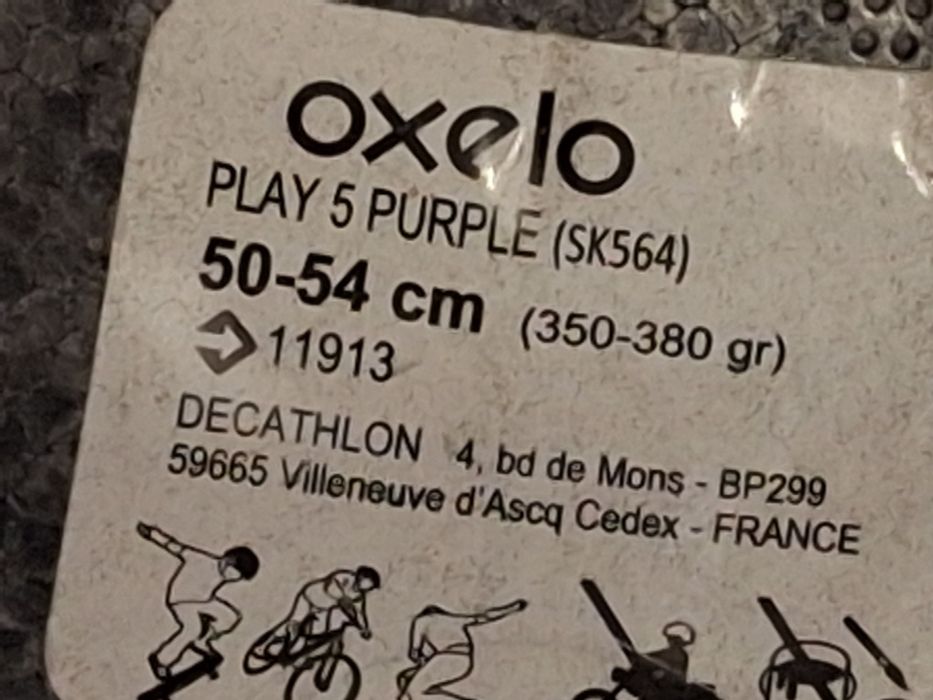 oxelo
PLAY 5 PURPLE (SK564)
50-54 cm (350-380 gr)
11913
DECATHLON 4, bd de Mons - BP299
59665 Villeneuve d'Ascq Cedex - FRANCE